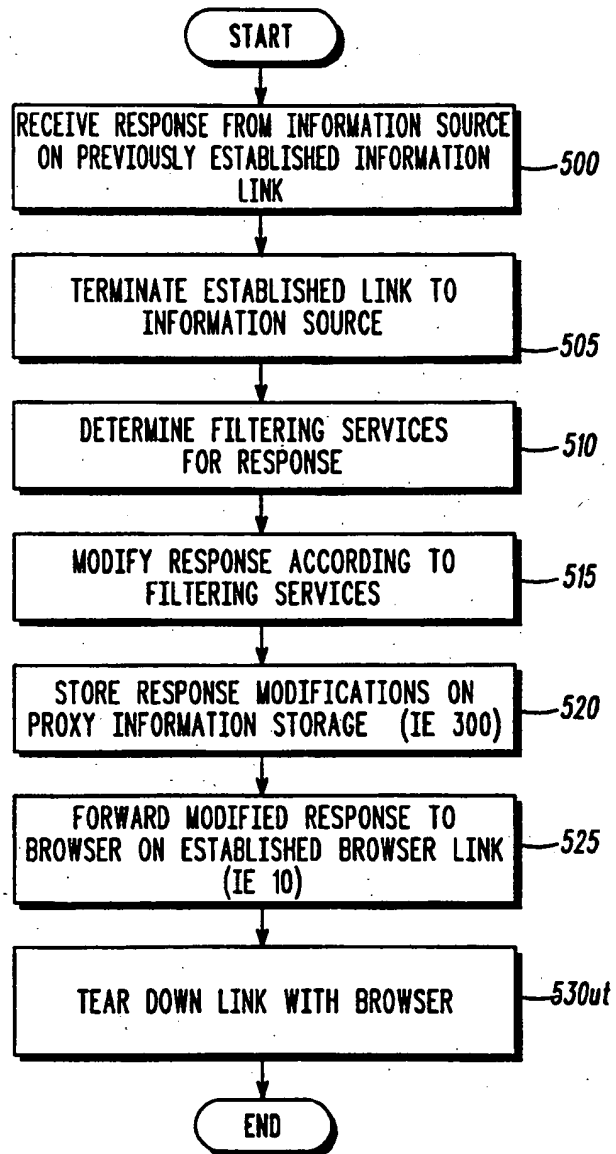 START
RECEIVE RESPONSE FROM INFORMATION SOURCE
ON PREVIOUSLY ESTABLISHED INFORMATION
LINK
500
TERMINATE ESTABLISHED LINK TO
INFORMATION SOURCE
505
DETERMINE FILTERING SERVICES
FOR RESPONSE
510
MODIFY RESPONSE ACCORDING TO
FILTERING SERVICES
515
STORE RESPONSE MODIFICATIONS ON
PROXY INFORMATION STORAGE (IE 300)
520
FORWARD MODIFIED RESPONSE TO
BROWSER ON ESTABLISHED BROWSER LINK
(IE 10)
525
TEAR DOWN LINK WITH BROWSER
530ut
END